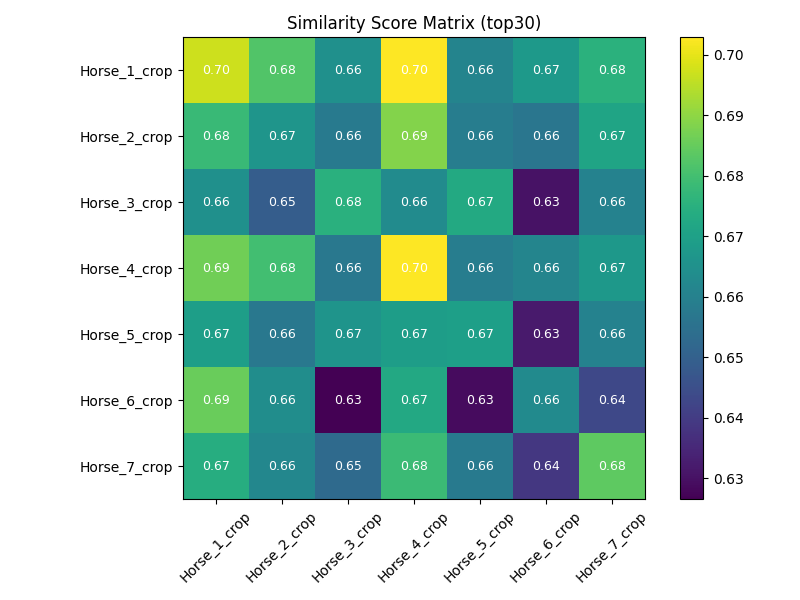 Similarity Score Matrix (top30)
Horse_1_crop 0.70 0.68 0.66 0.70 0.66 0.67 0.68
Horse_2_crop 0.68 0.67 0.66 0.69 0.66 0.66 0.67
Horse_3_crop 0.66 0.65 0.68 0.66 0.67 0.63 0.66
Horse_4_crop 0.69 0.68 0.66 0.70 0.66 0.66 0.67
Horse_5_crop 0.67 0.66 0.67 0.67 0.67 0.63 0.66
Horse_6_crop 0.69 0.66 0.63 0.67 0.63 0.66 0.64
Horse_7_crop 0.67 0.66 0.65 0.68 0.66 0.64 0.68
Horse_1_crop Horse_2_crop Horse_3_crop Horse_4_crop Horse_5_crop Horse_6_crop Horse_7_crop
0.70
0.69
0.68
0.67
0.66
0.65
0.64
0.63